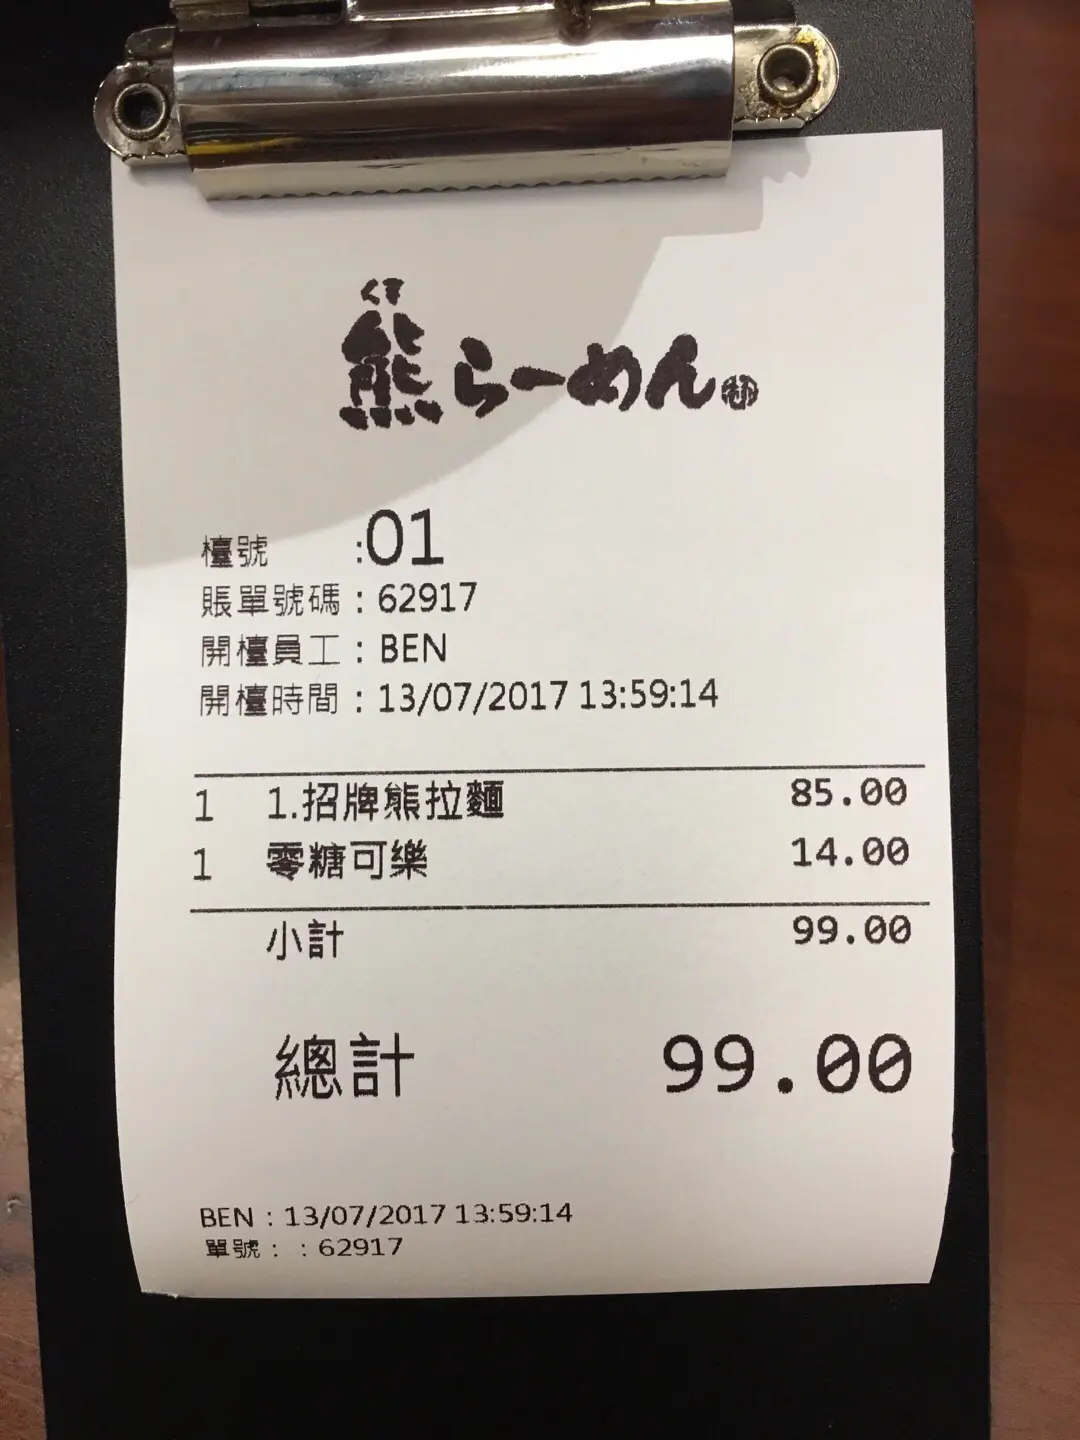 くま
熊らーめん
檯號 :01
賬單號碼 : 62917
開檯員工 : BEN
開檯時間 : 13/07/2017 13:59:14
1 1.招牌熊拉麵 85.00
1 零糖可樂 14.00
小計 99.00
總計 99.00
BEN : 13/07/2017 13:59:14
單號 : : 62917